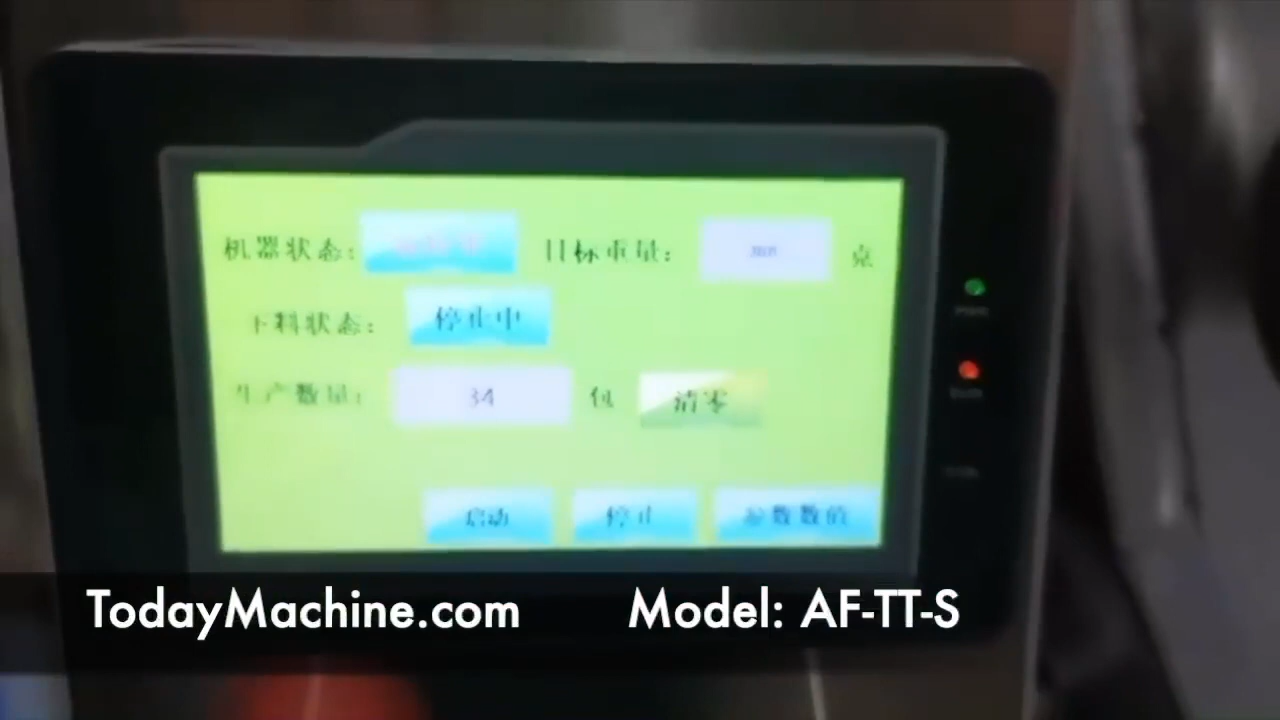 机器状态： 目标重量： 克
下料状态： 停止中
生产数量： 34 包 清零
启动 停止 参数数值
TodayMachine.com Model: AF-TT-S